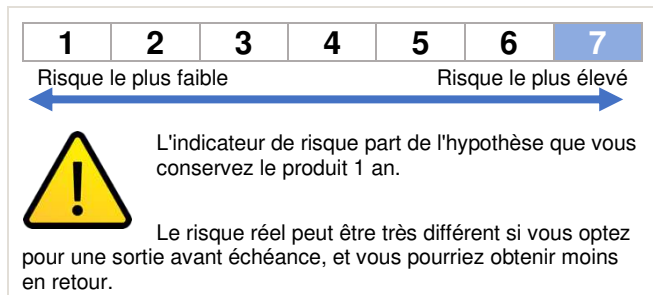 1 2 3 4 5 6 7
Risque le plus faible Risque le plus élevé
L'indicateur de risque part de l'hypothèse que vous
conservez le produit 1 an.
Le risque réel peut être très différent si vous optez
pour une sortie avant échéance, et vous pourriez obtenir moins
en retour.